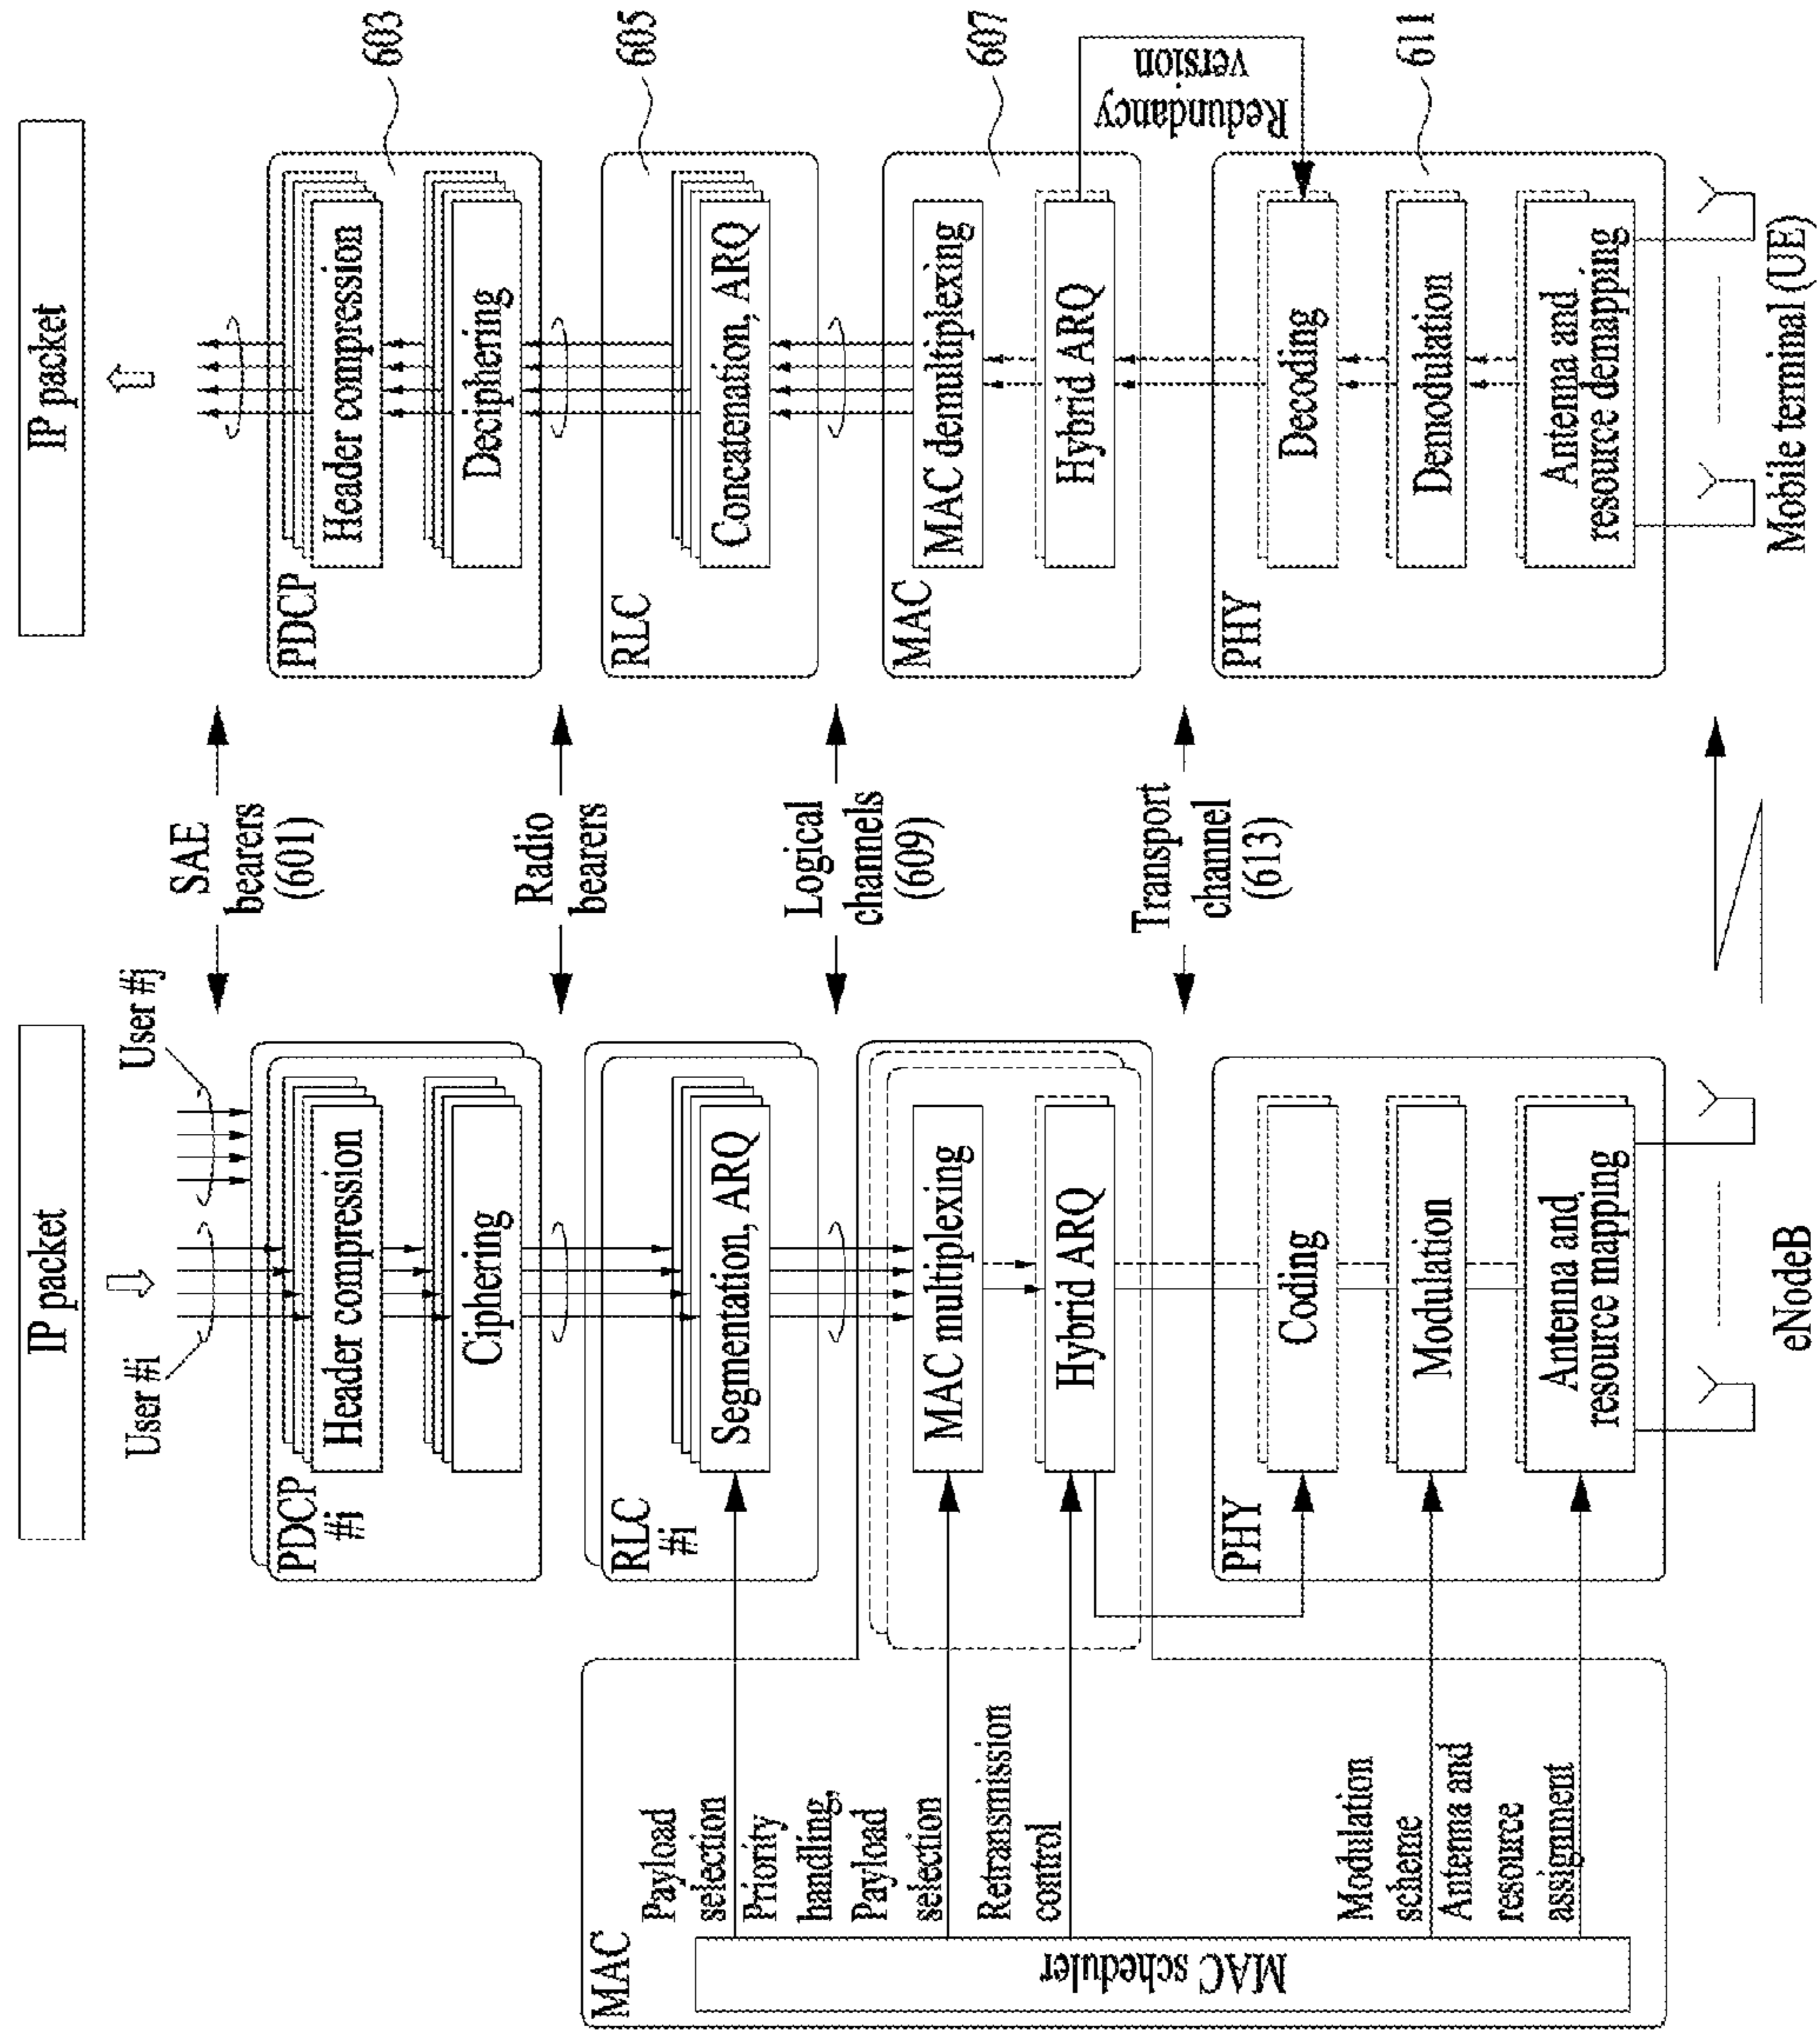 IP packet
User #i
User #j
PDCP
#i
Header compression
Ciphering
RLC
#i
Segmentation, ARQ
MAC
MAC scheduler
Payload
selection
Priority
handling,
Payload
selection
Retransmission
control
Modulation
scheme
Antenna and
resource
assignment
MAC multiplexing
Hybrid ARQ
PHY
Coding
Modulation
Antenna and
resource mapping
eNodeB
SAE
bearers
(601)
Radio
bearers
Logical
channels
(609)
Transport
channel
(613)
IP packet
PDCP
603
Header compression
Deciphering
RLC
605
Concatenation, ARQ
MAC
607
MAC demultiplexing
Hybrid ARQ
Redundancy
version
PHY
611
Decoding
Demodulation
Antenna and
resource demapping
Mobile terminal (UE)